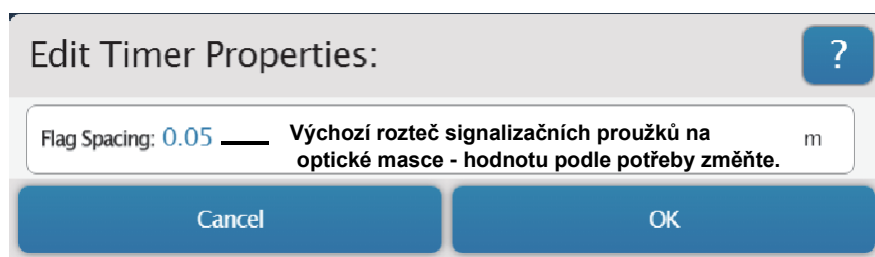 Edit Timer Properties:
?
Flag Spacing: 0.05
Výchozí rozteč signalizačních proužků na
optické masce - hodnotu podle potřeby změňte.
m
Cancel
OK